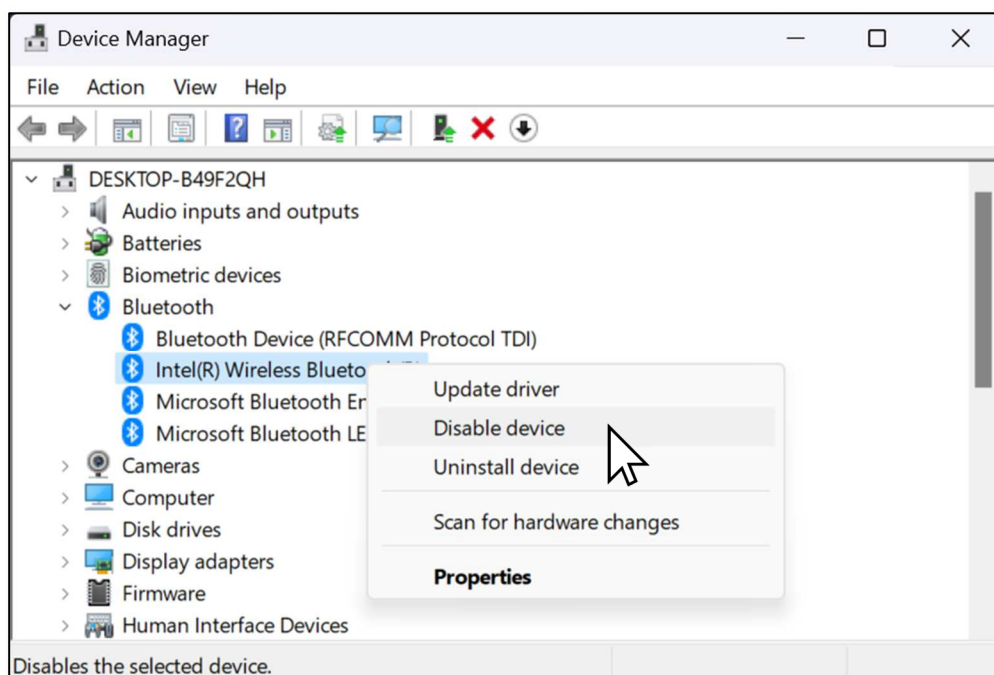 Device Manager
File Action View Help
DESKTOP-B49F2QH
Audio inputs and outputs
Batteries
Biometric devices
Bluetooth
Bluetooth Device (RFCOMM Protocol TDI)
Intel(R) Wireless
Microsoft Bluetooth
Microsoft Bluetooth LE
Update driver
Disable device
Uninstall device
Scan for hardware changes
Properties
Cameras
Computer
Disk drives
Display adapters
Firmware
Human Interface Devices
Disables the selected device.